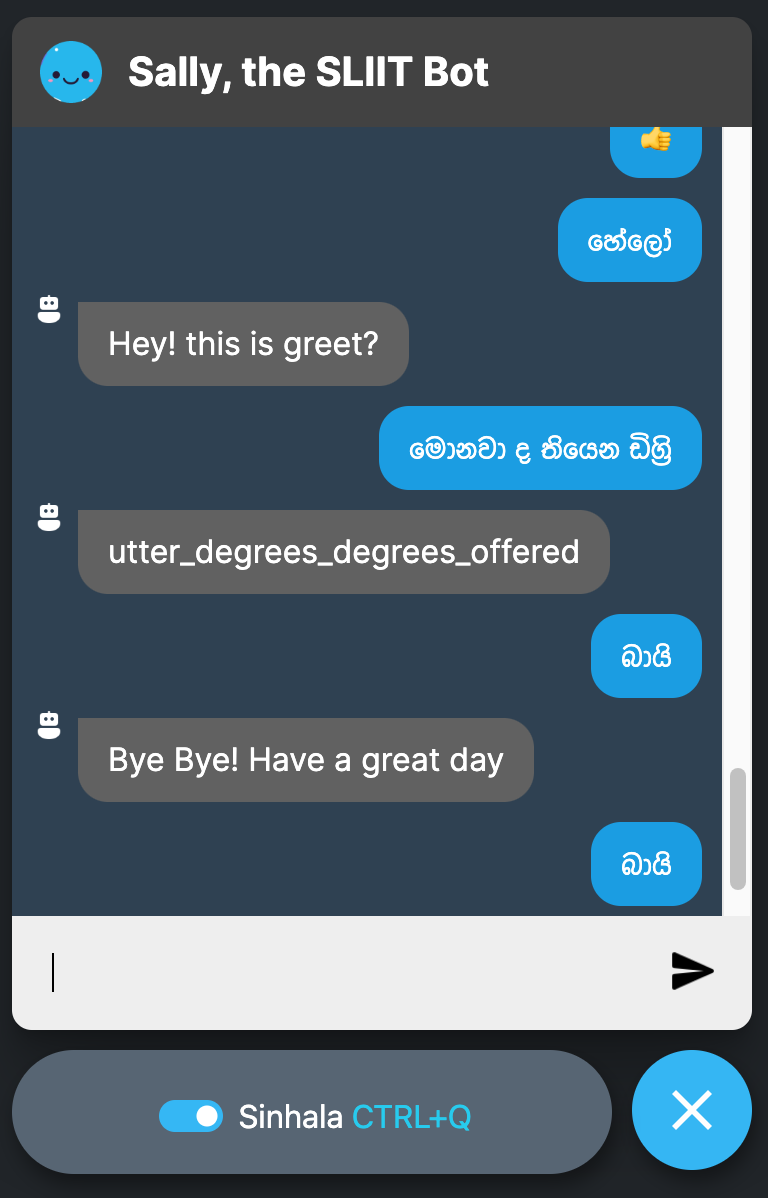 Sally, the SLIIT Bot
👍
හේලෝ
Hey! this is greet?
මොනවා ද තියෙන ඩිග්‍රි
utter_degrees_degrees_offered
බායි
Bye Bye! Have a great day
බායි
Sinhala CTRL+Q